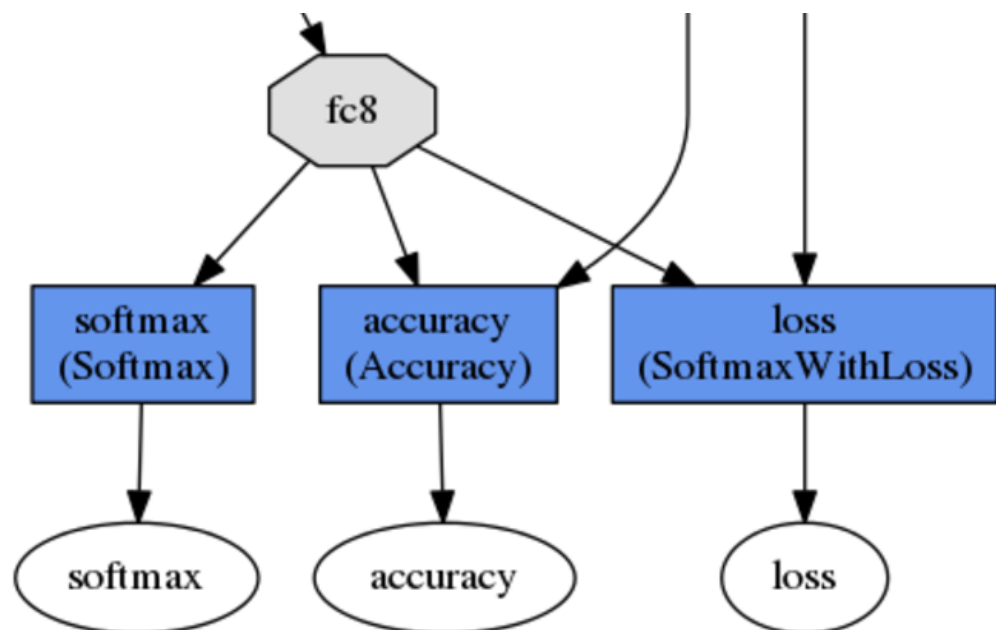 fc8
softmax
(Softmax)
accuracy
(Accuracy)
loss
(SoftmaxWithLoss)
softmax
accuracy
loss